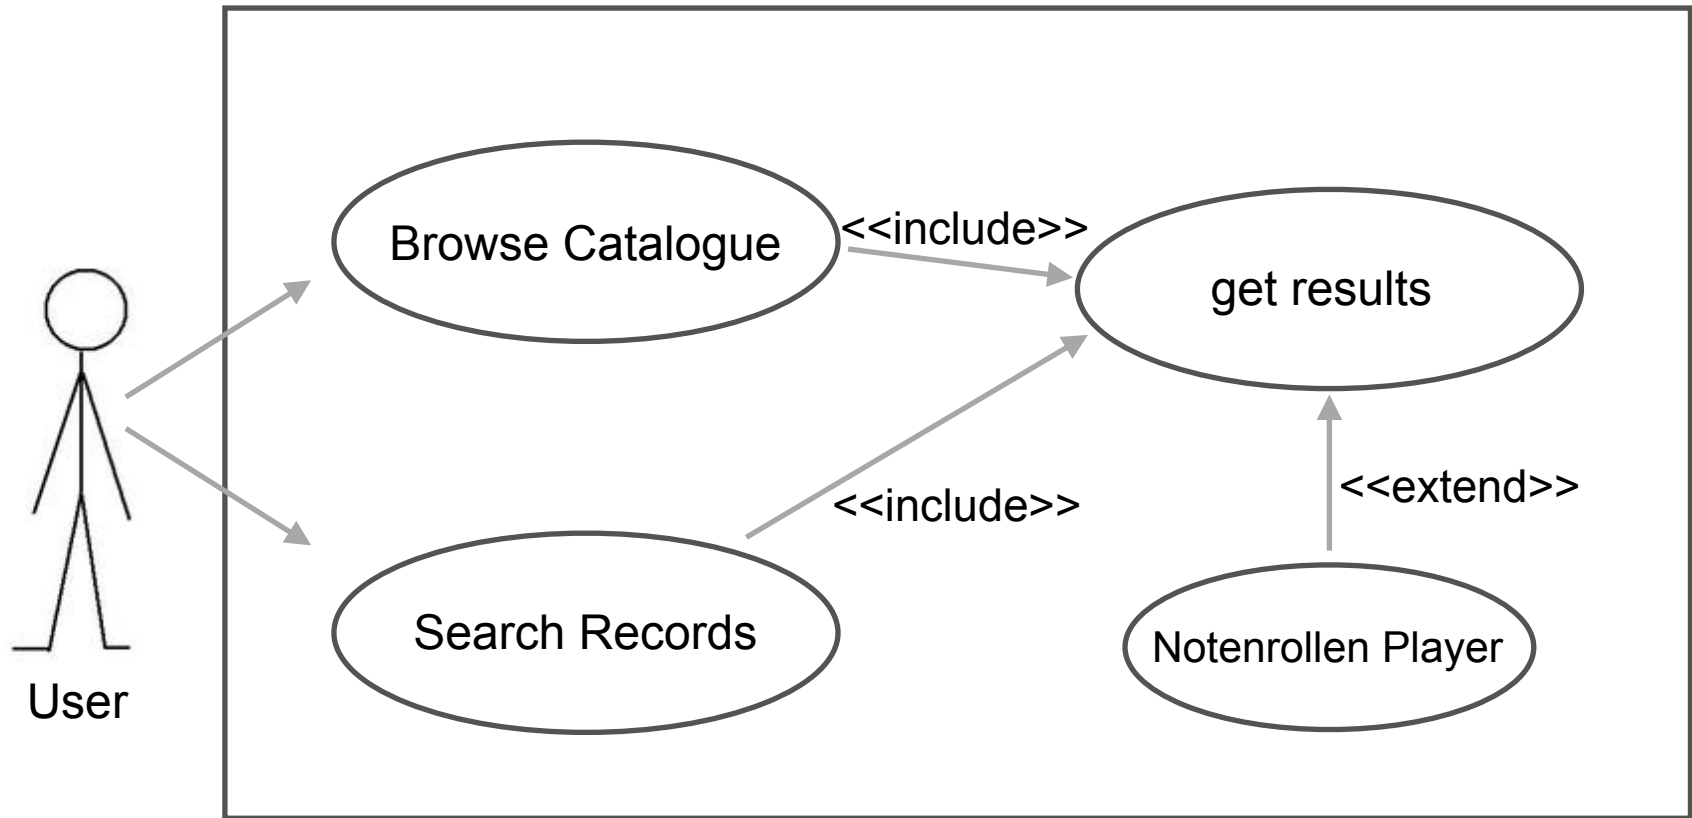 Browse Catalogue
<<include>>
get results
<<include>>
<<extend>>
Search Records
Notenrollen Player
User